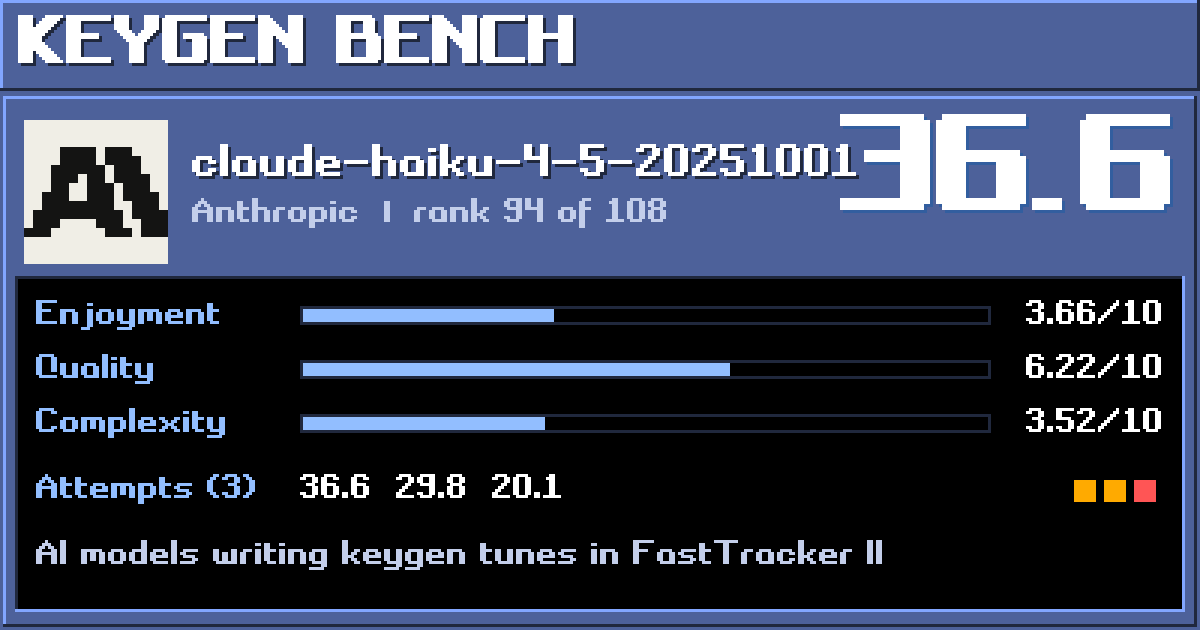 KEYGEN BENCH
claude-haiku-4-5-20251001 36.6
Anthropic | rank 94 of 108
Enjoyment 3.66/10
Quality 6.22/10
Complexity 3.52/10
Attempts (3) 36.6 29.8 20.1
AI models writing keygen tunes in FastTracker II